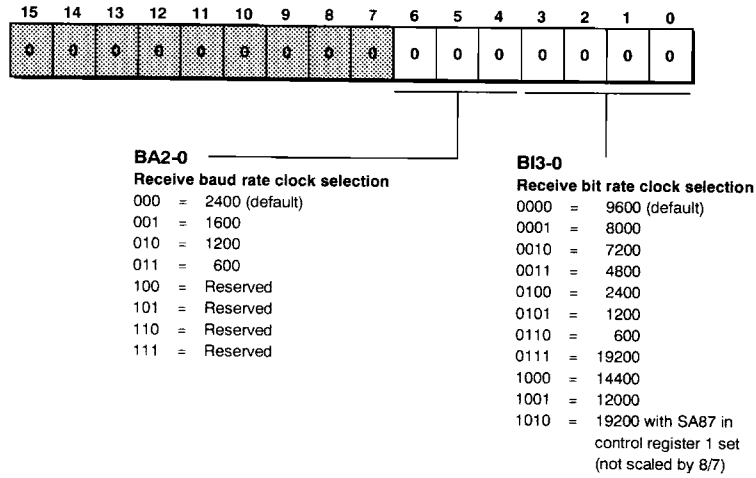 15 14 13 12 11 10 9 8 7 6 5 4 3 2 1 0
0 0 0 0 0 0 0 0 0 0 0 0 0 0 0 0
BA2-0
Receive baud rate clock selection
000 = 2400 (default)
001 = 1600
010 = 1200
011 = 600
100 = Reserved
101 = Reserved
110 = Reserved
111 = Reserved
BI3-0
Receive bit rate clock selection
0000 = 9600 (default)
0001 = 8000
0010 = 7200
0011 = 4800
0100 = 2400
0101 = 1200
0110 = 600
0111 = 19200
1000 = 14400
1001 = 12000
1010 = 19200 with SA87 in
control register 1 set
(not scaled by 8/7)